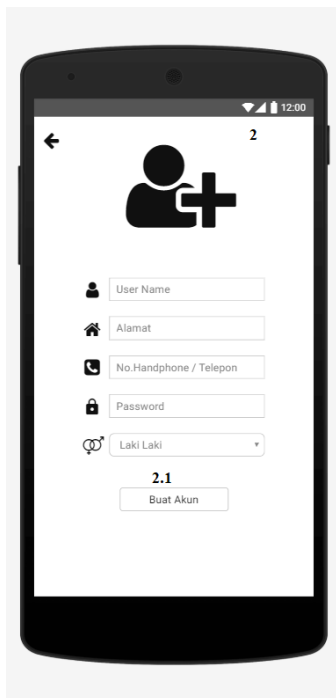 12:00
2
User Name
Alamat
No.Handphone / Telepon
Password
Laki Laki
2.1
Buat Akun